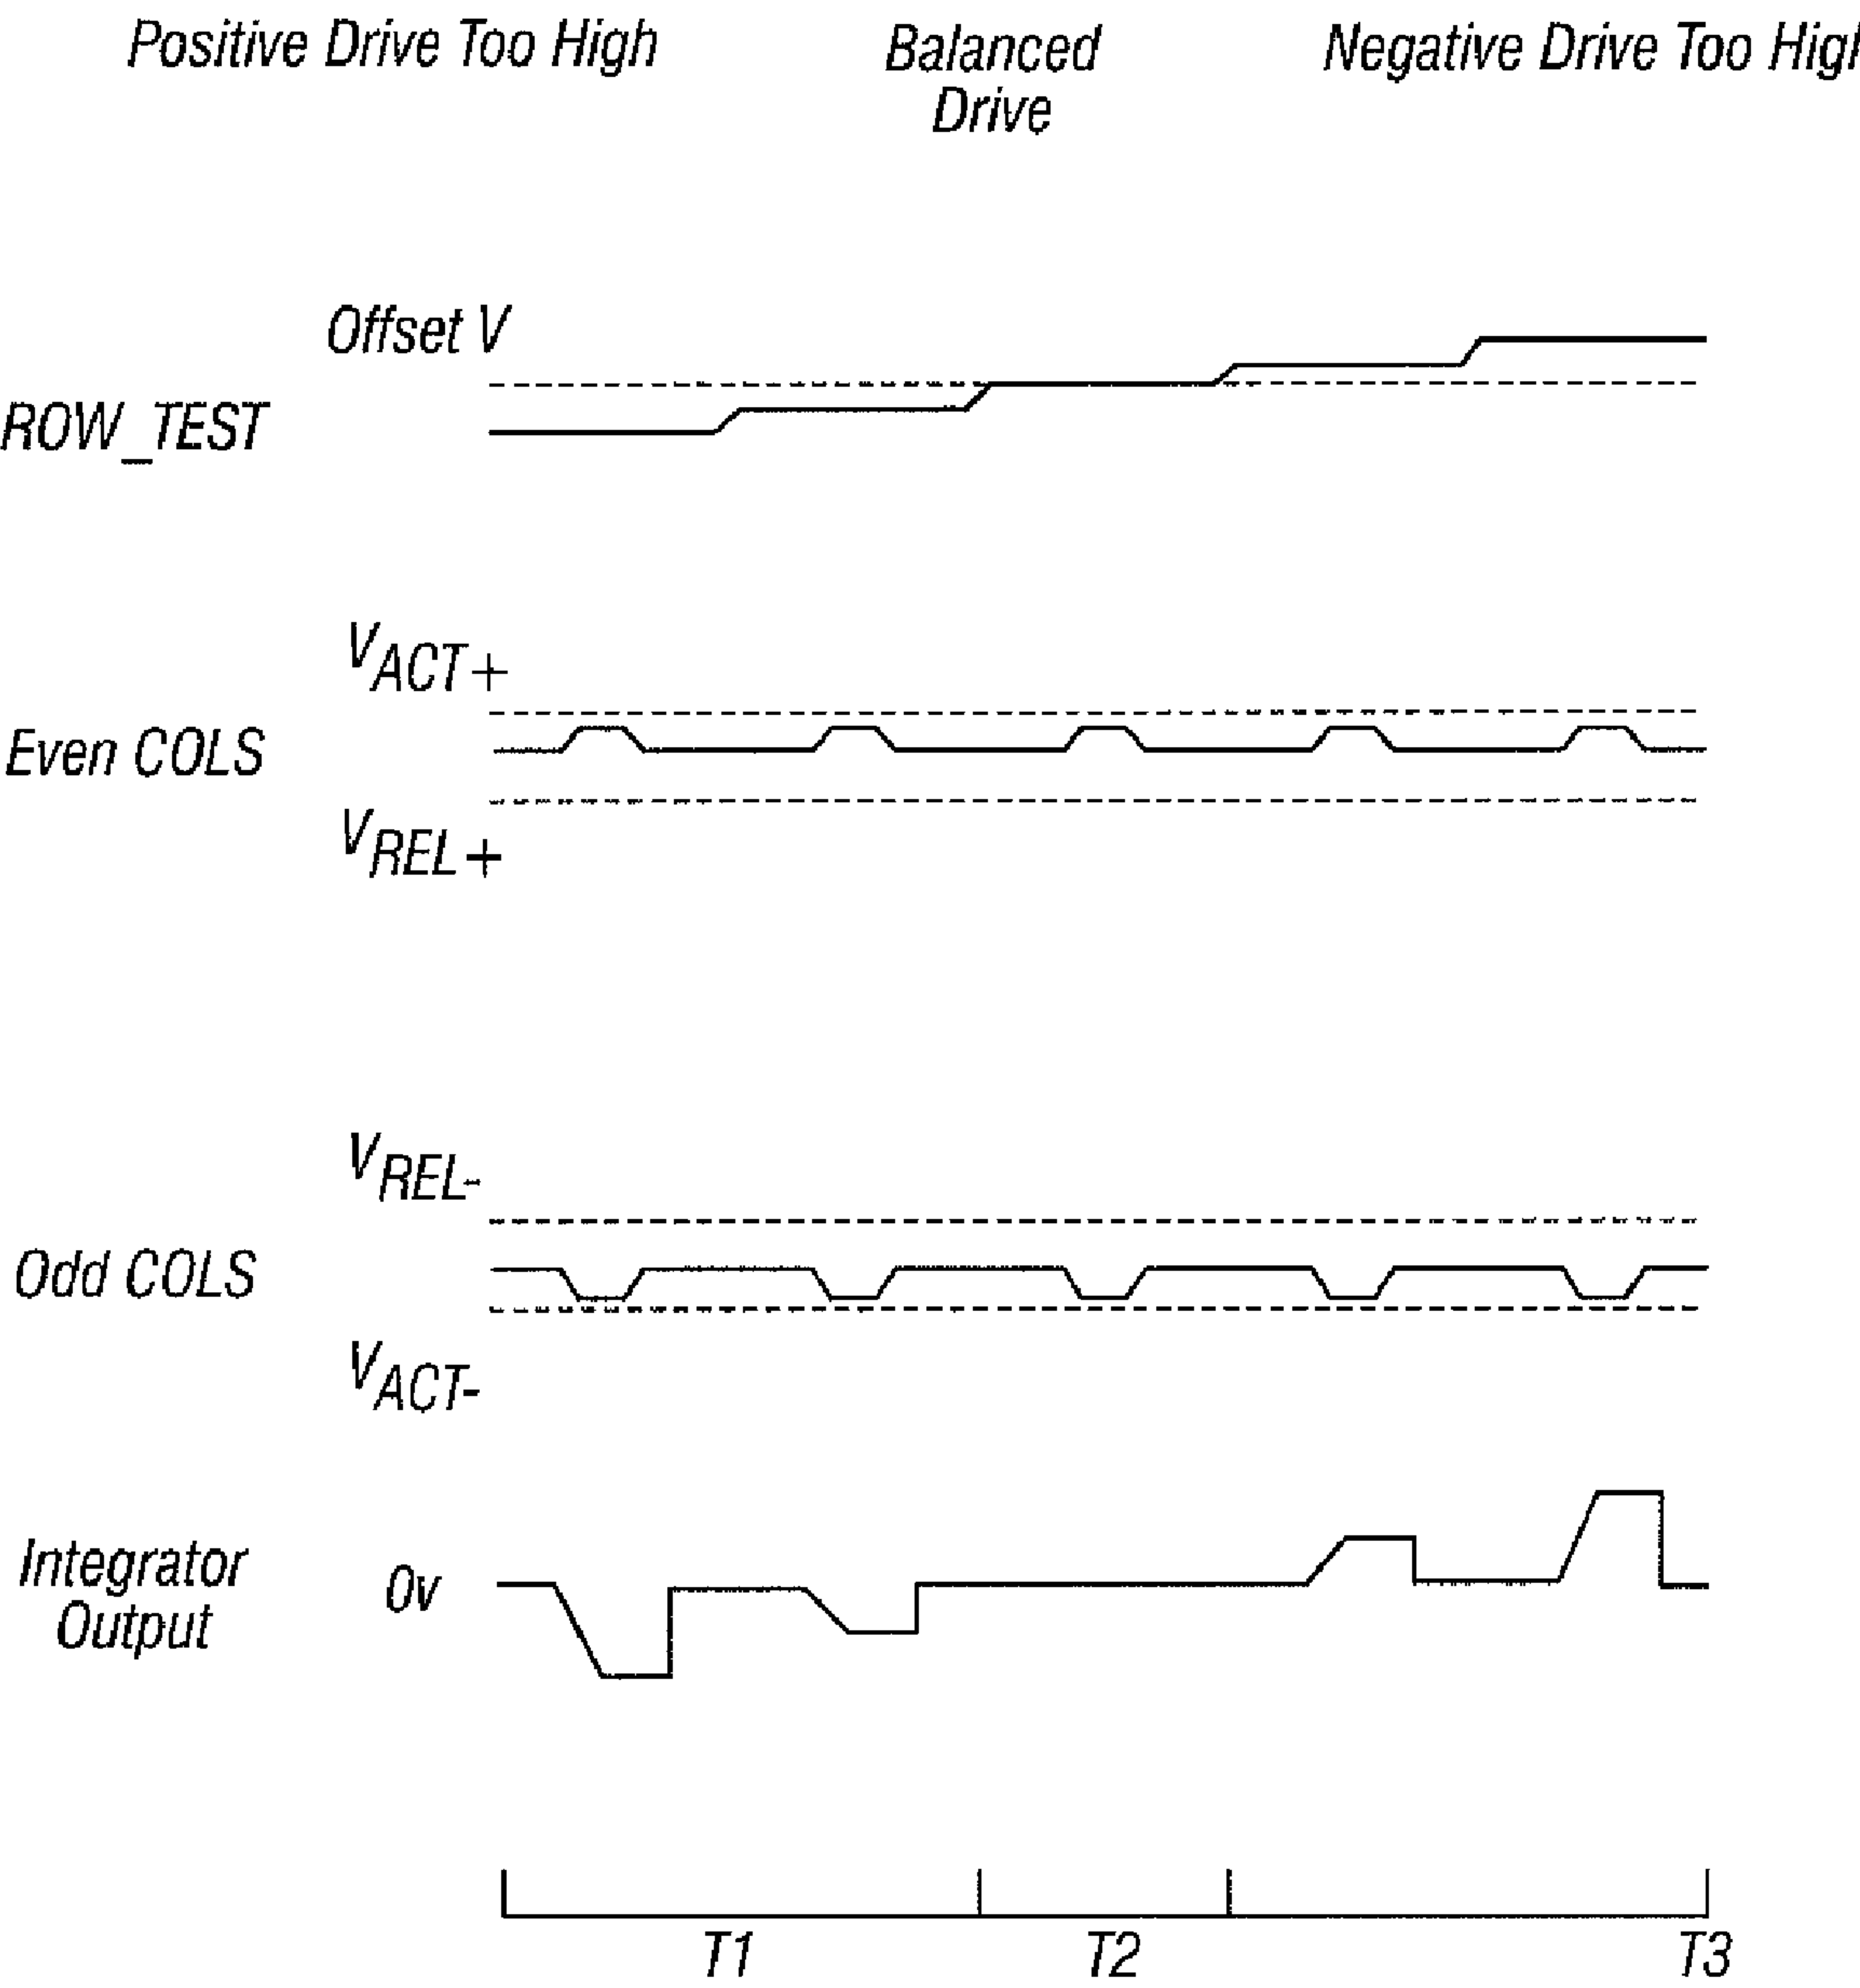 Positive Drive Too High
Balanced
Drive
Negative Drive Too High
Offset V
ROW_TEST
VACT+
Even COLS
VREL+
VREL-
Odd COLS
VACT-
Integrator
Output
0v
T1
T2
T3